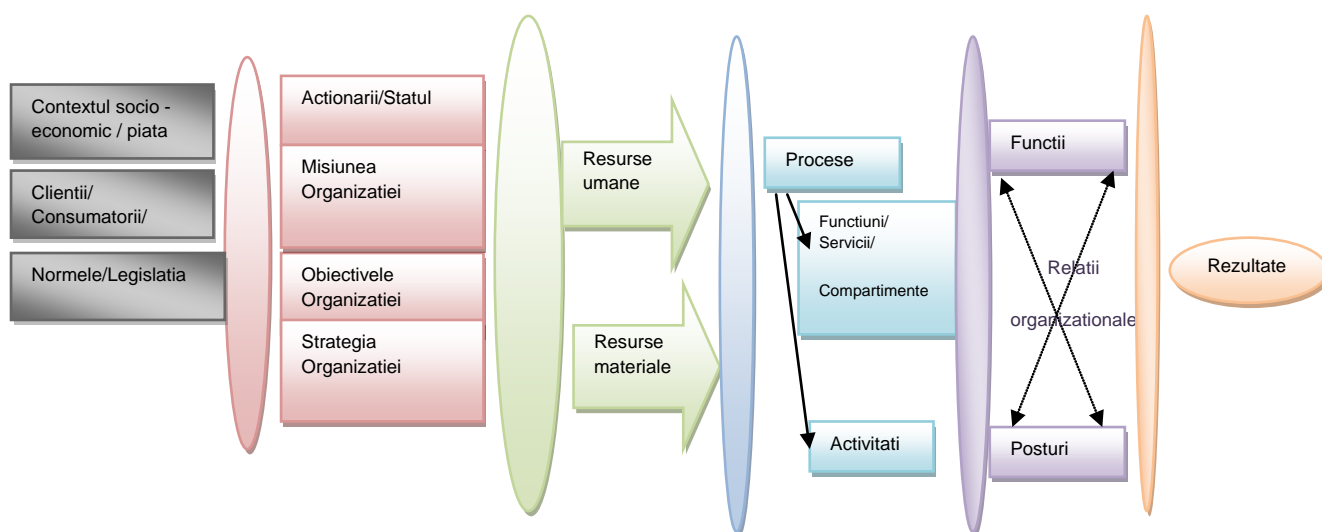 Contextul socio -
economic / piata
Clientii/
Consumatorii/
Normele/Legislatia
Actionarii/Statul
Misiunea
Organizatiei
Obiectivele
Organizatiei
Strategia
Organizatiei
Resurse
umane
Resurse
materiale
Procese
Functiuni/
Servicii/
Compartimente
Activitati
Functii
Relatii
organizationale
Posturi
Rezultate